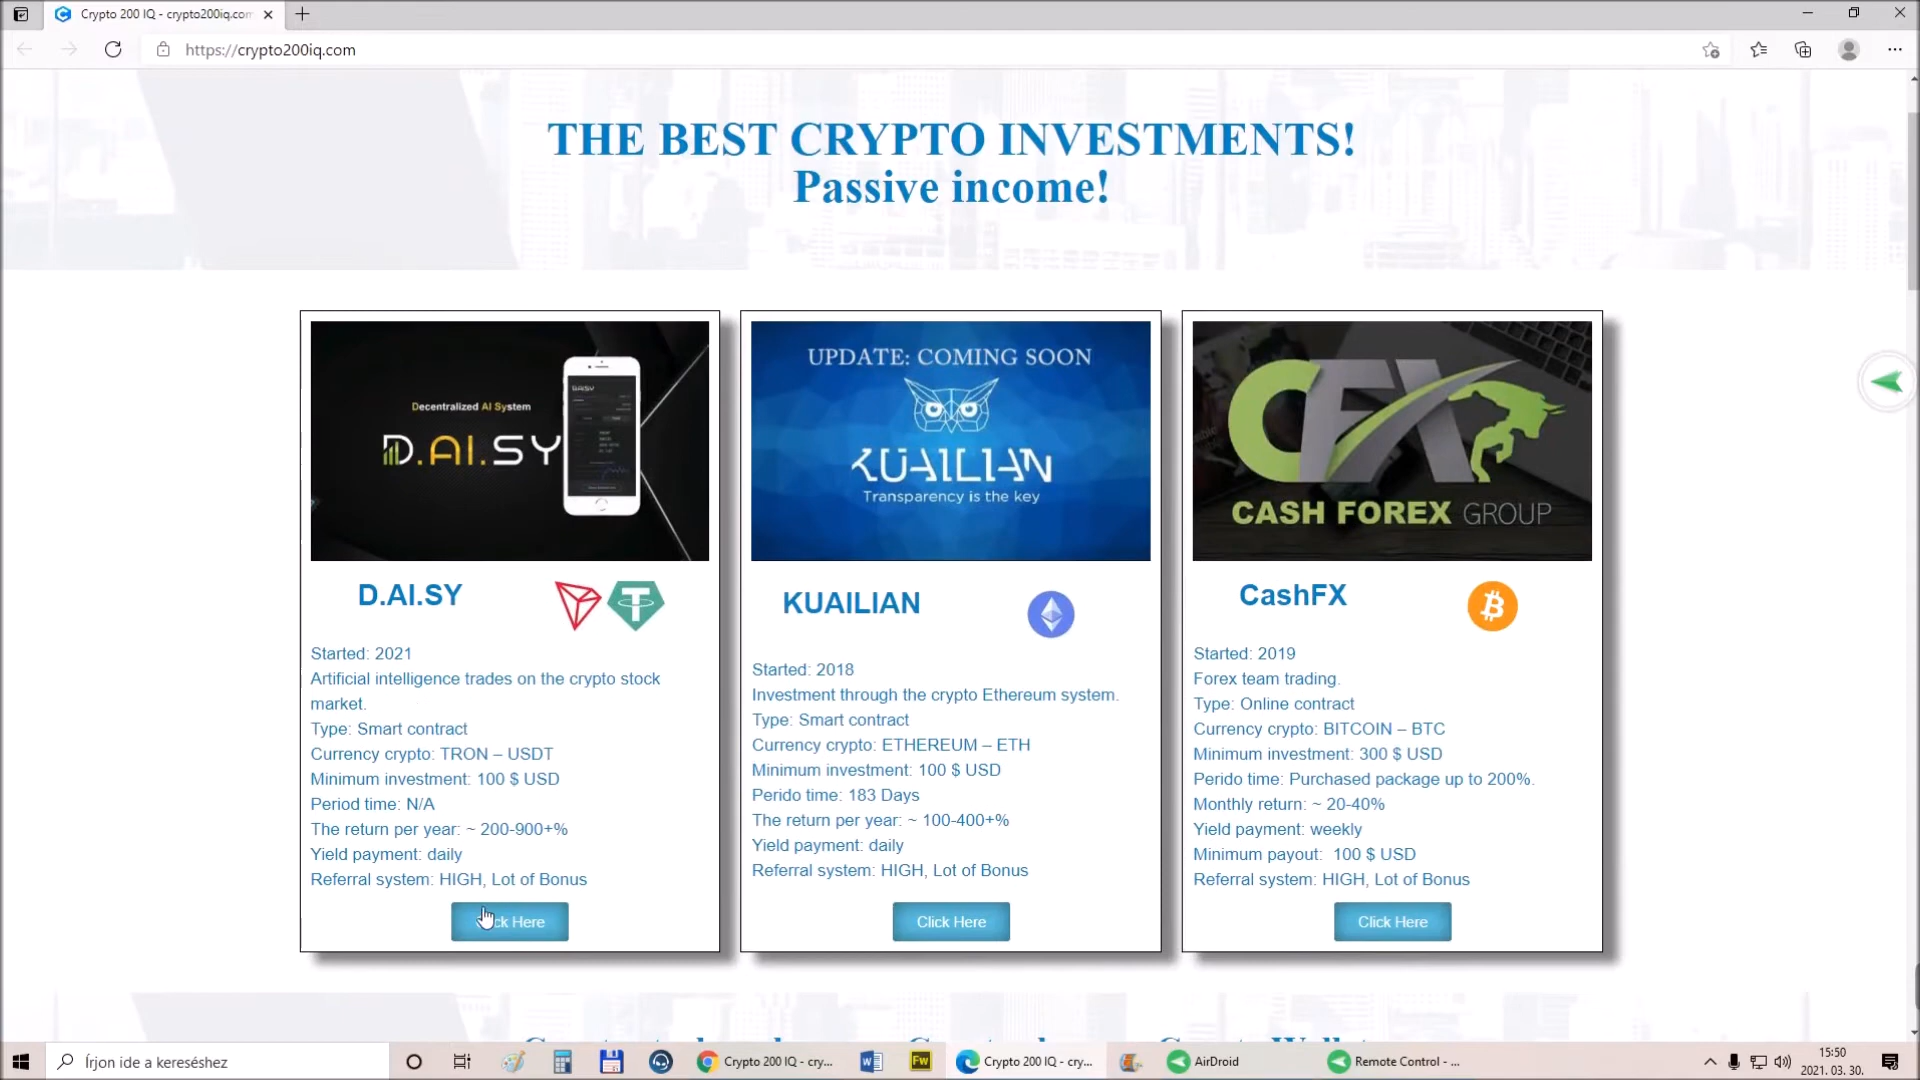 Crypto 200 IQ - crypto200iq.com
https://crypto200iq.com
THE BEST CRYPTO INVESTMENTS!
Passive income!
Decentralized AI System
D.AI.SY
DAISY
UPDATE: COMING SOON
KUAILIAN
Transparency is the key
CFX
CASH FOREX GROUP
D.AI.SY
Started: 2021
Artificial intelligence trades on the crypto stock
market.
Type: Smart contract
Currency crypto: TRON – USDT
Minimum investment: 100 $ USD
Period time: N/A
The return per year: ~ 200-900+%
Yield payment: daily
Referral system: HIGH, Lot of Bonus
Click Here
KUAILIAN
Started: 2018
Investment through the crypto Ethereum system.
Type: Smart contract
Currency crypto: ETHEREUM – ETH
Minimum investment: 100 $ USD
Perido time: 183 Days
The return per year: ~ 100-400+%
Yield payment: daily
Referral system: HIGH, Lot of Bonus
Click Here
CashFX
Started: 2019
Forex team trading.
Type: Online contract
Currency crypto: BITCOIN – BTC
Minimum investment: 300 $ USD
Perido time: Purchased package up to 200%.
Monthly return: ~ 20-40%
Yield payment: weekly
Minimum payout: 100 $ USD
Referral system: HIGH, Lot of Bonus
Click Here
Írjon ide a kereséshez
Crypto 200 IQ - cry...
Fw
Crypto 200 IQ - cry...
AirDroid
Remote Control - ...
15:50
2021. 03. 30.